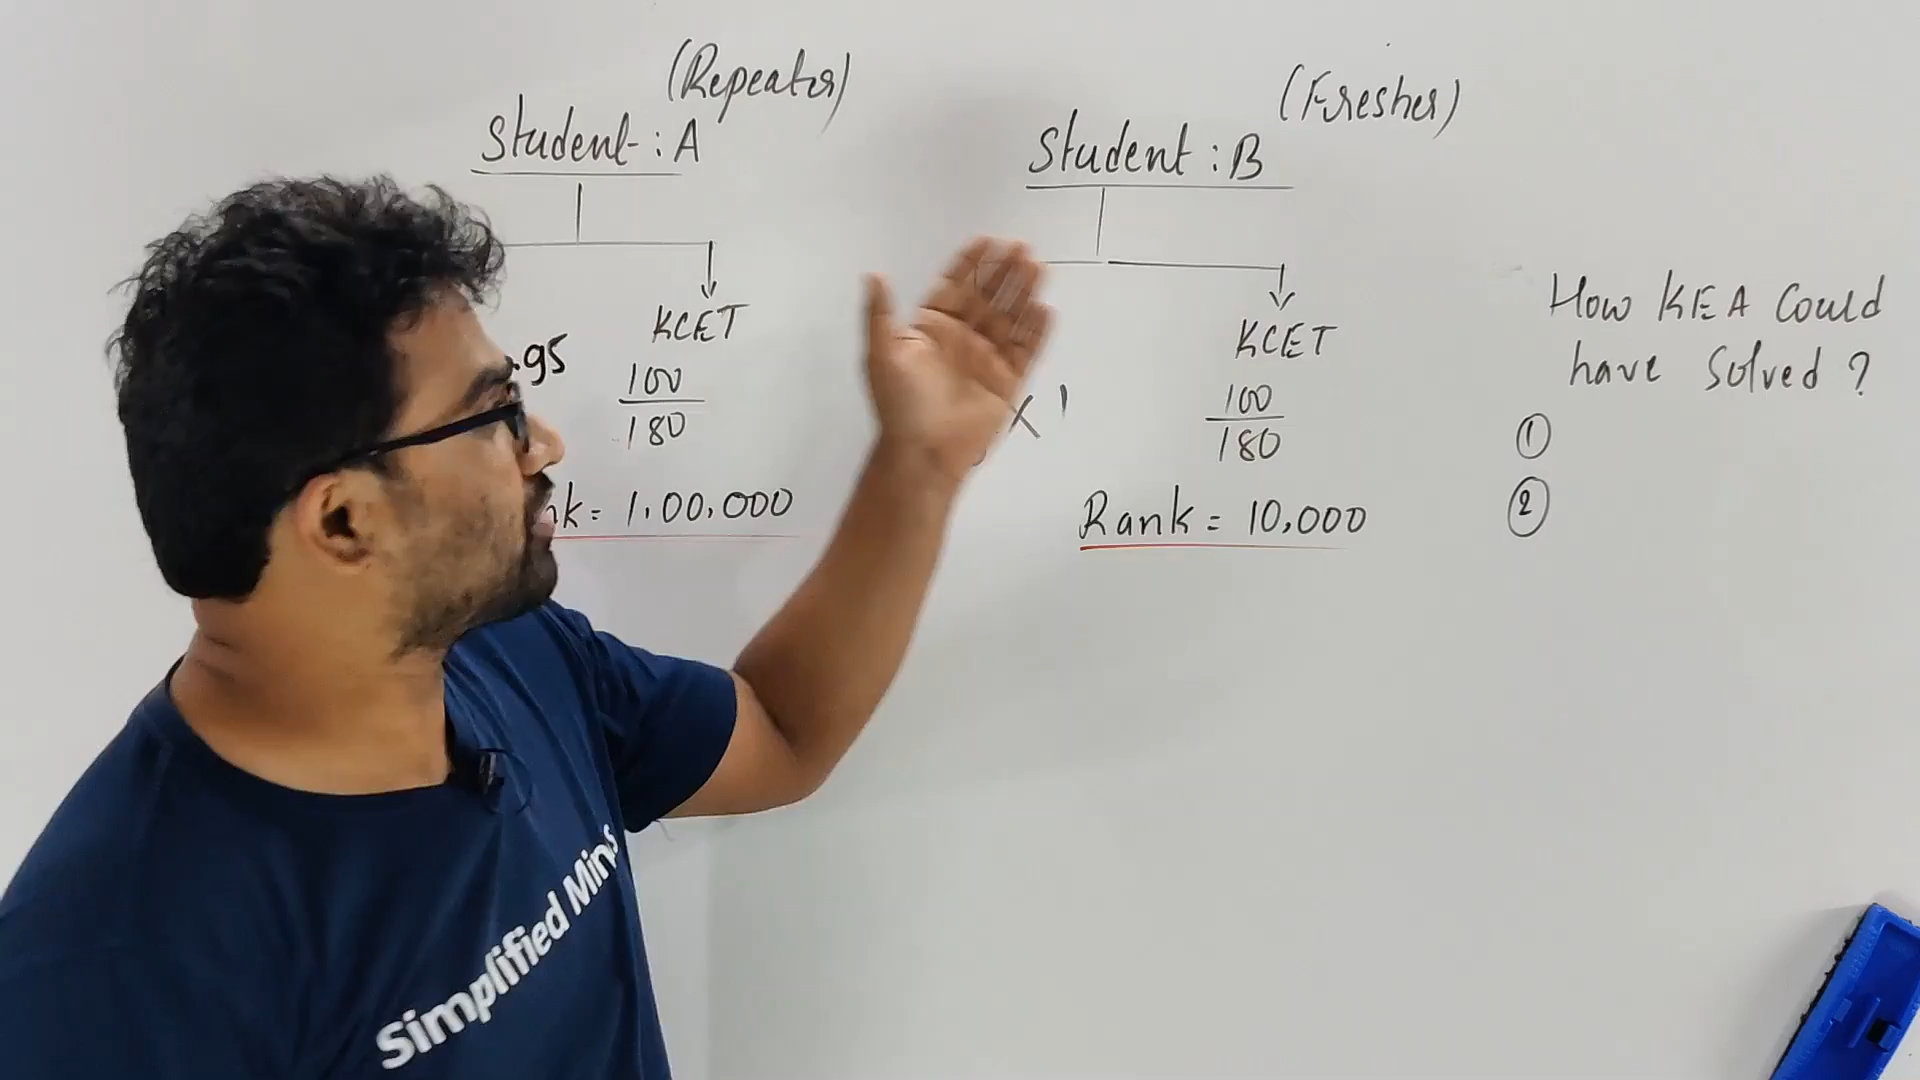 (Repeater)
Student : A
KCET
100
180
1,00,000
(Fresher)
Student : B
KCET
100
180
Rank = 10,000
How KEA Could
have Solved ?
1
2
Simplified Minds